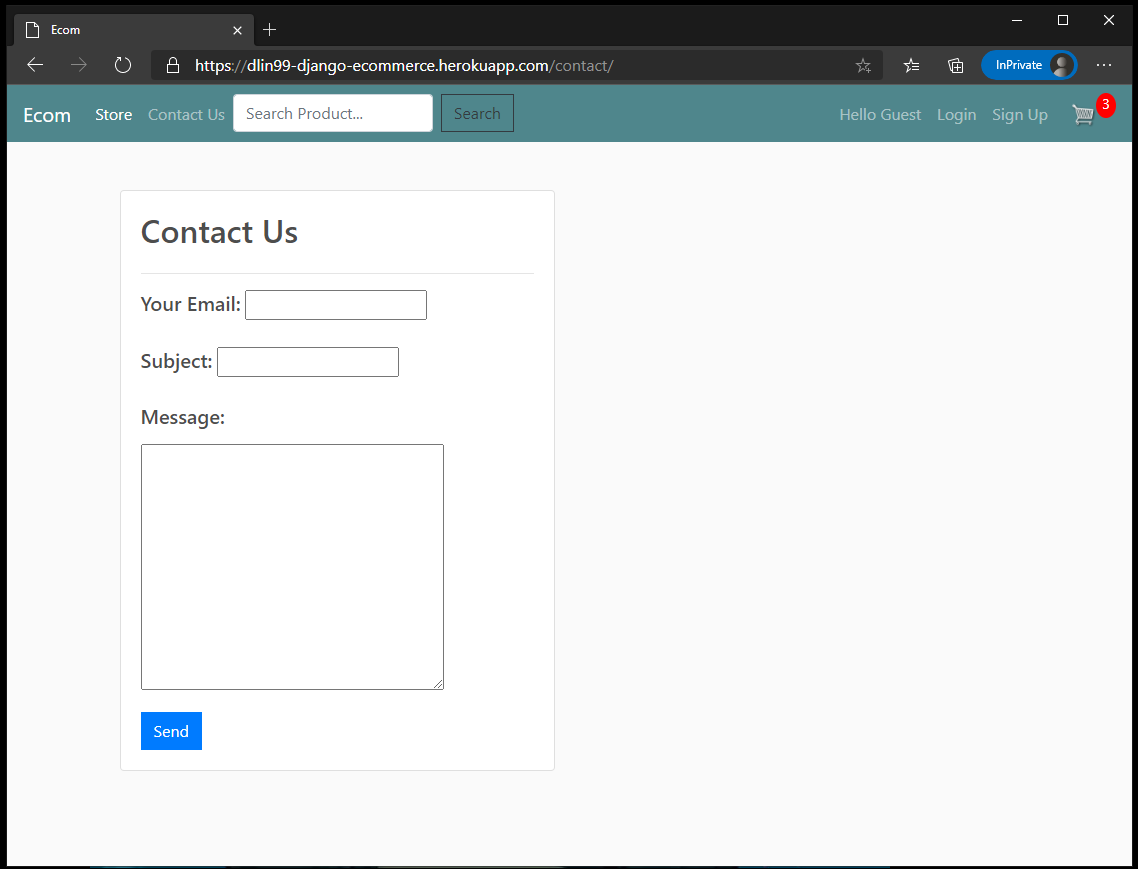 Ecom
https://dlin99-django-ecommerce.herokuapp.com/contact/
InPrivate
Ecom Store Contact Us Search Product... Search Hello Guest Login Sign Up 3
Contact Us
Your Email:
Subject:
Message:
Send